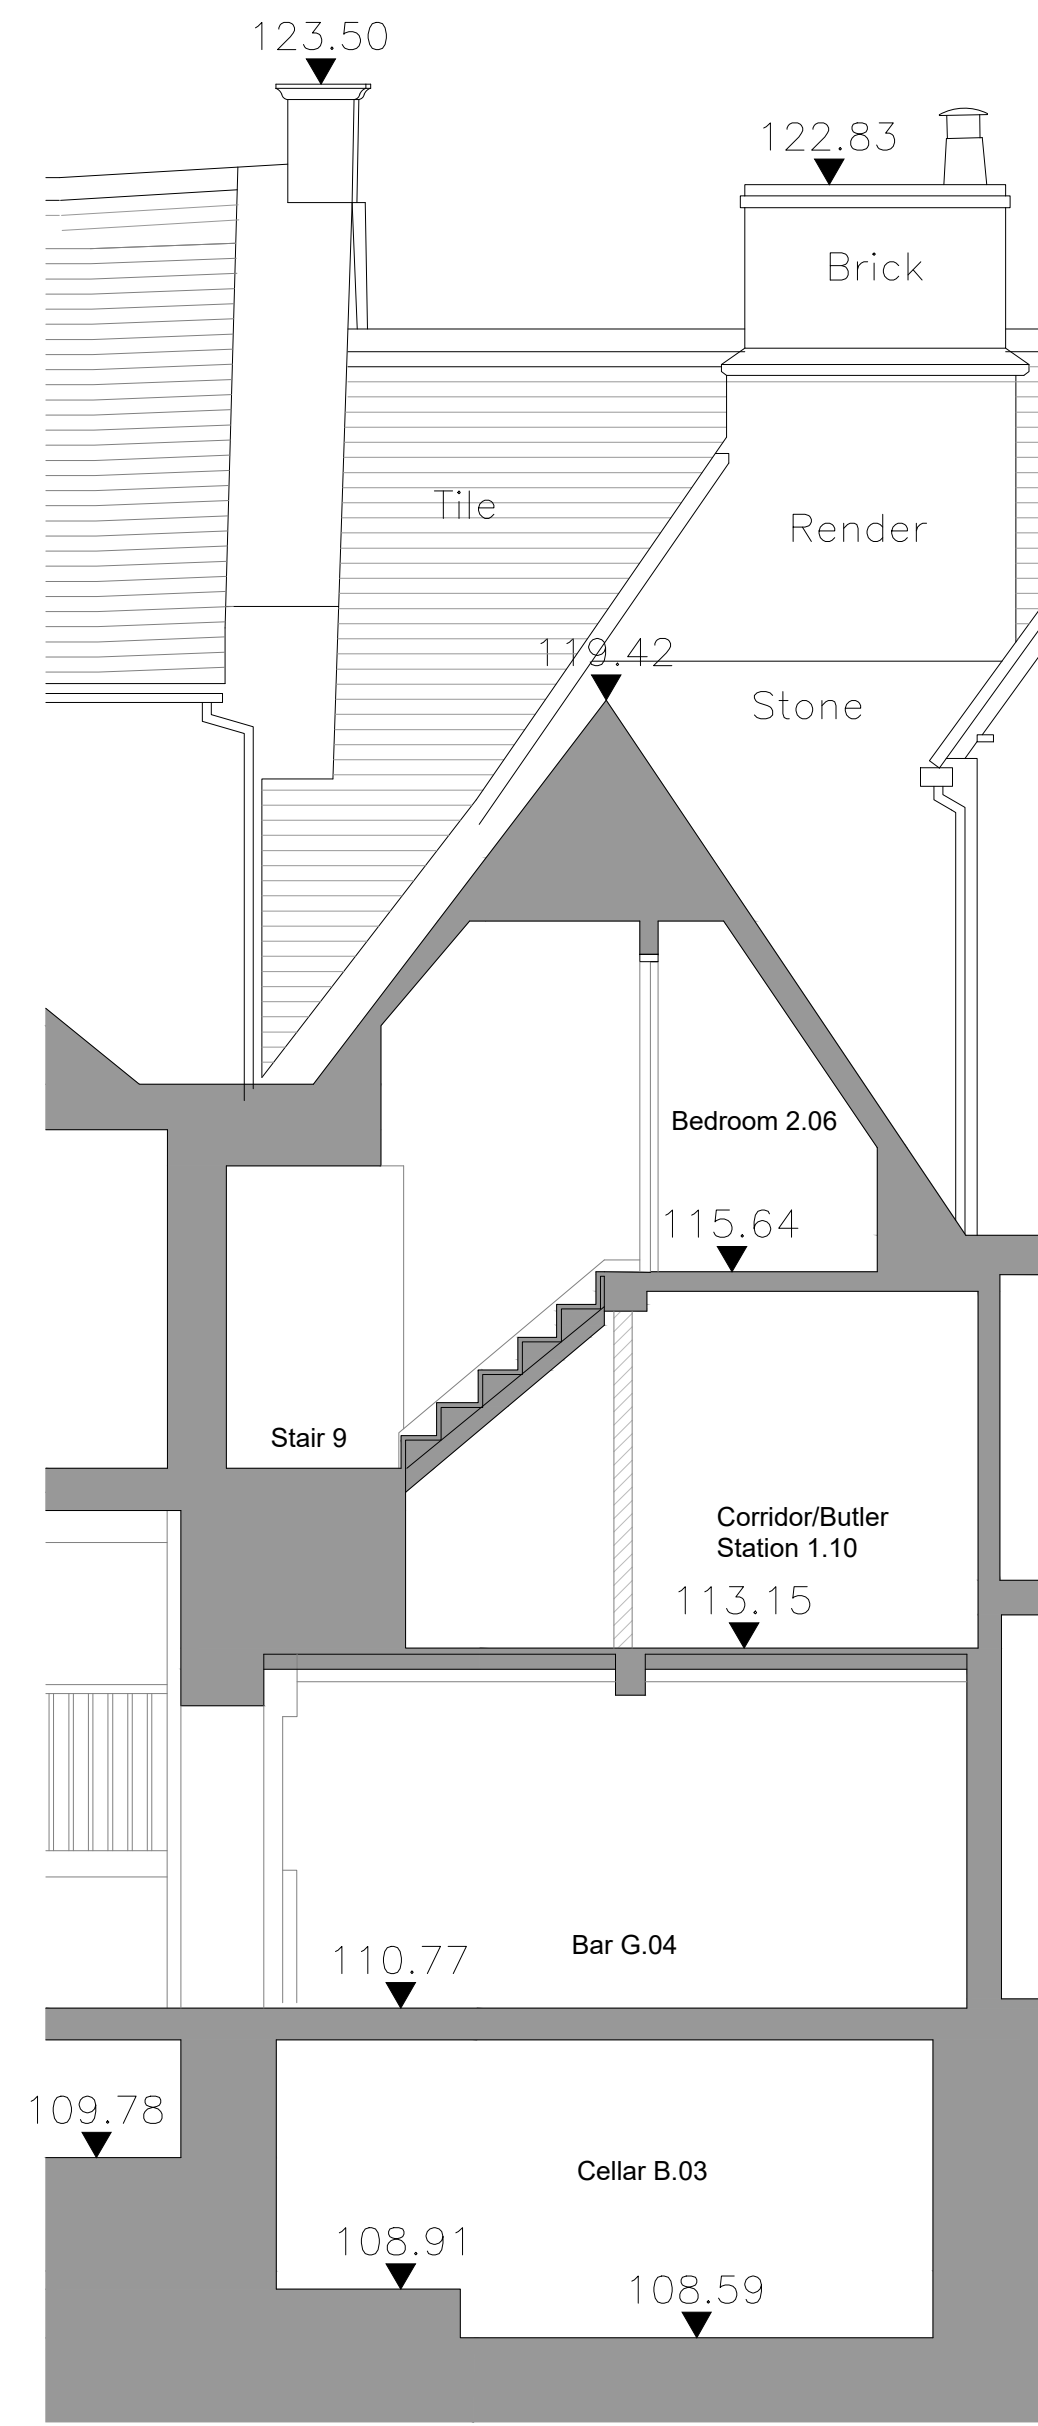 123.50
122.83
Brick
Tile
Render
119.42
Stone
Bedroom 2.06
115.64
Stair 9
Corridor/Butler
Station 1.10
113.15
Bar G.04
110.77
109.78
Cellar B.03
108.91
108.59